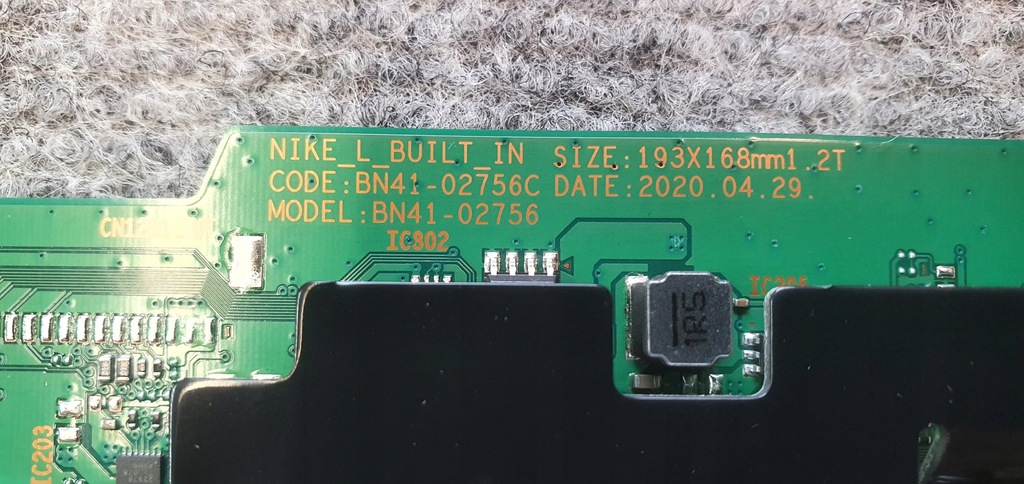 NIKE_L_BUILT_IN SIZE:193X168mm1.2T
CODE:BN41-02756C DATE:2020.04.29.
MODEL:BN41-02756
IC802
1R5
IC203